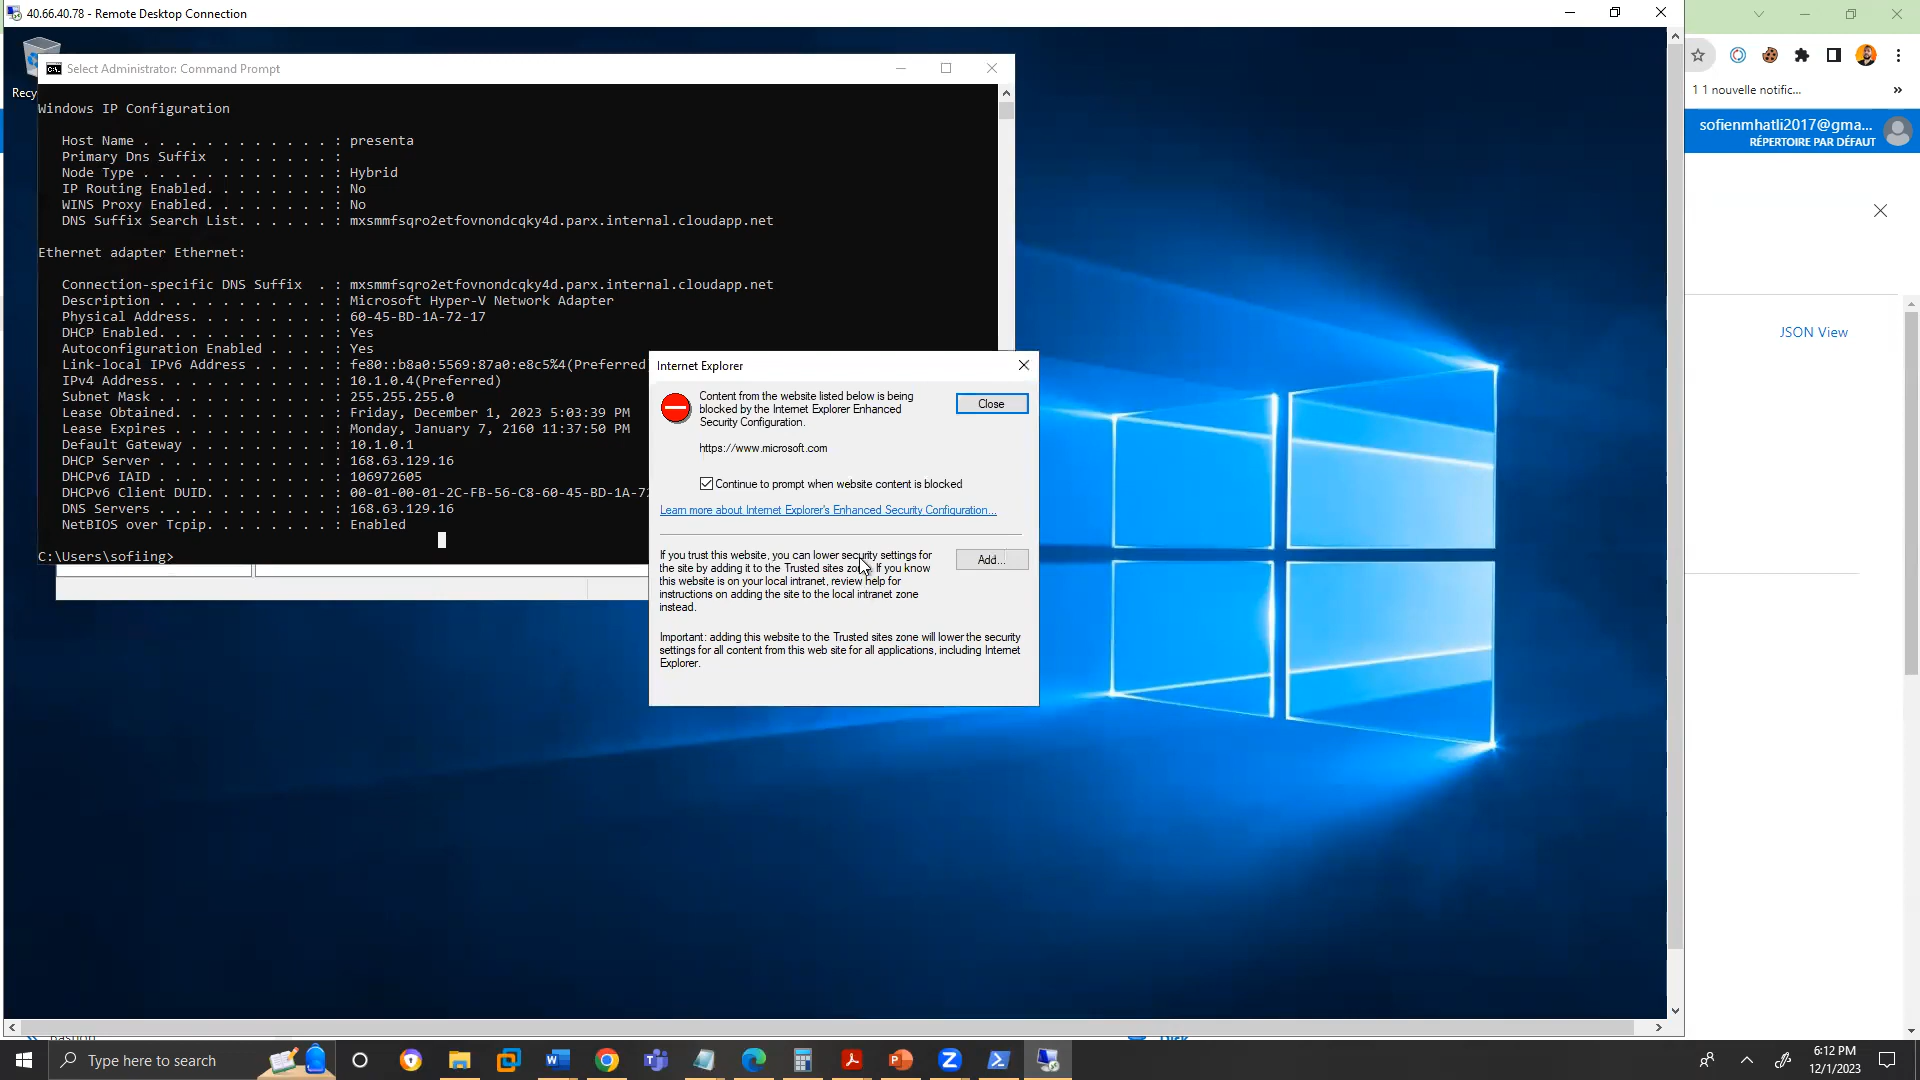 40.66.40.78 - Remote Desktop Connection
Recy
Select Administrator: Command Prompt
Windows IP Configuration
Host Name . . . . . . . . . . . . : presenta
Primary Dns Suffix  . . . . . . . :
Node Type . . . . . . . . . . . . : Hybrid
IP Routing Enabled. . . . . . . . : No
WINS Proxy Enabled. . . . . . . . : No
DNS Suffix Search List. . . . . . : mxsmmfsqro2etfovnondcqky4d.parx.internal.cloudapp.net
Ethernet adapter Ethernet:
Connection-specific DNS Suffix  . : mxsmmfsqro2etfovnondcqky4d.parx.internal.cloudapp.net
Description . . . . . . . . . . . : Microsoft Hyper-V Network Adapter
Physical Address. . . . . . . . . : 60-45-BD-1A-72-17
DHCP Enabled. . . . . . . . . . . : Yes
Autoconfiguration Enabled . . . . : Yes
Link-local IPv6 Address . . . . . : fe80::b8a0:5569:87a0:e8c5%4(Preferred
IPv4 Address. . . . . . . . . . . : 10.1.0.4(Preferred)
Subnet Mask . . . . . . . . . . . : 255.255.255.0
Lease Obtained. . . . . . . . . . : Friday, December 1, 2023 5:03:39 PM
Lease Expires . . . . . . . . . . : Monday, January 7, 2160 11:37:50 PM
Default Gateway . . . . . . . . . : 10.1.0.1
DHCP Server . . . . . . . . . . . : 168.63.129.16
DHCPv6 IAID . . . . . . . . . . . : 106972605
DHCPv6 Client DUID. . . . . . . . : 00-01-00-01-2C-FB-56-C8-60-45-BD-1A-72
DNS Servers . . . . . . . . . . . : 168.63.129.16
NetBIOS over Tcpip. . . . . . . . : Enabled
C:\Users\sofiing>
Internet Explorer
Content from the website listed below is being
blocked by the Internet Explorer Enhanced
Security Configuration.
Close
https://www.microsoft.com
Continue to prompt when website content is blocked
Learn more about Internet Explorer's Enhanced Security Configuration...
If you trust this website, you can lower security settings for
the site by adding it to the Trusted sites zone. If you know
this website is on your local intranet, review help for
instructions on adding the site to the local intranet zone
instead.
Add...
Important: adding this website to the Trusted sites zone will lower the security
settings for all content from this web site for all applications, including Internet
Explorer.
1 1 nouvelle notific...
»
sofienmhatli2017@gma...
RÉPERTOIRE PAR DÉFAUT
JSON View
Type here to search
6:12 PM
12/1/2023